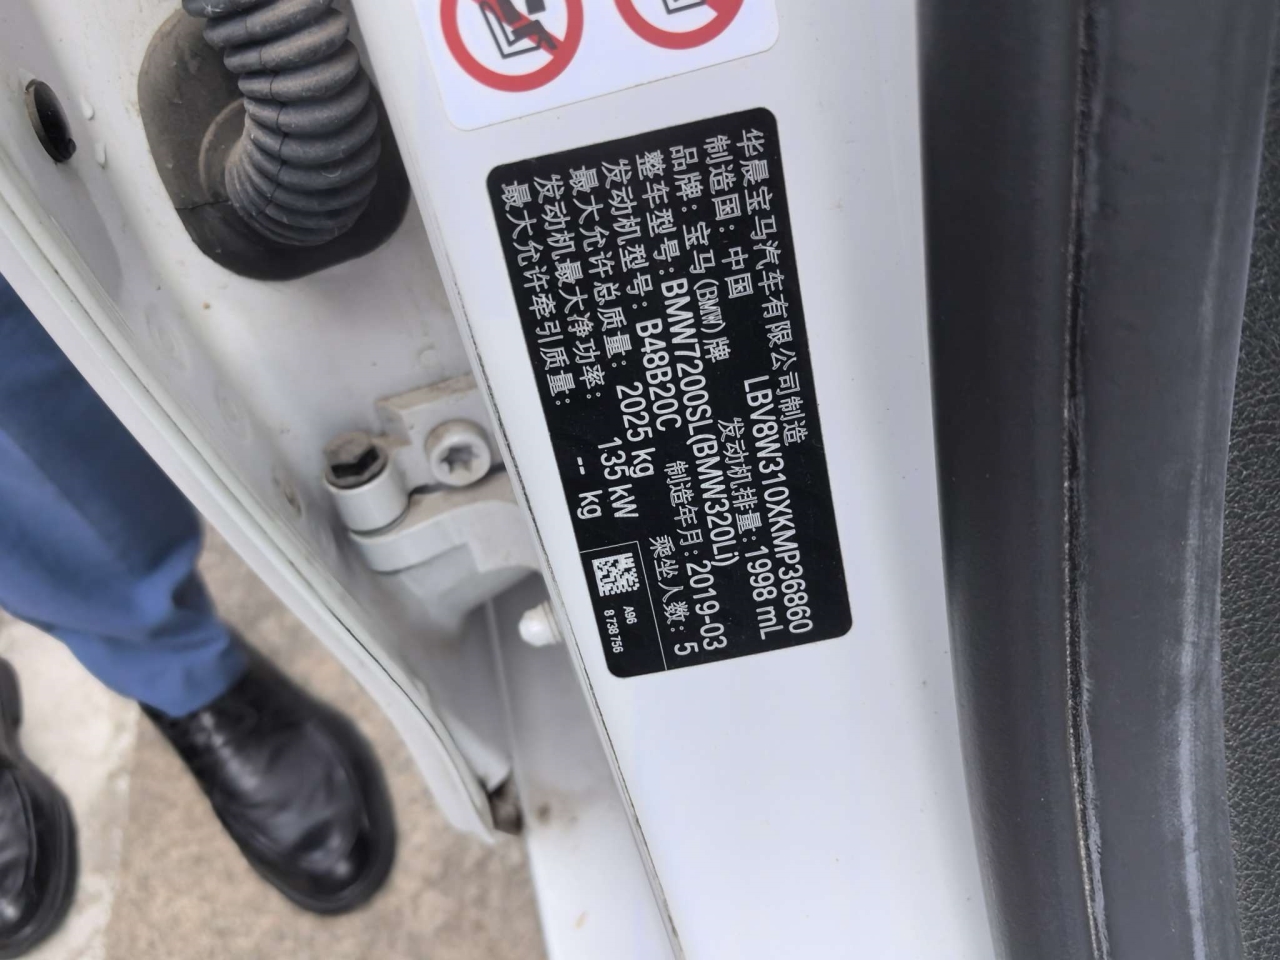 华晨宝马汽车有限公司制造
LBV8W310XKMP36860
制造国: 中国
发动机排量: 1998 mL
品牌: 宝马(BMW)牌
整车型号: BMW7200SL(BMW320Li)
制造年月: 2019-03
发动机型号: B48B20C
乘坐人数: 5
最大允许总质量: 2025 kg
发动机最大净功率: 135 kW
最大允许牵引质量: -- kg
A96
8 738 756